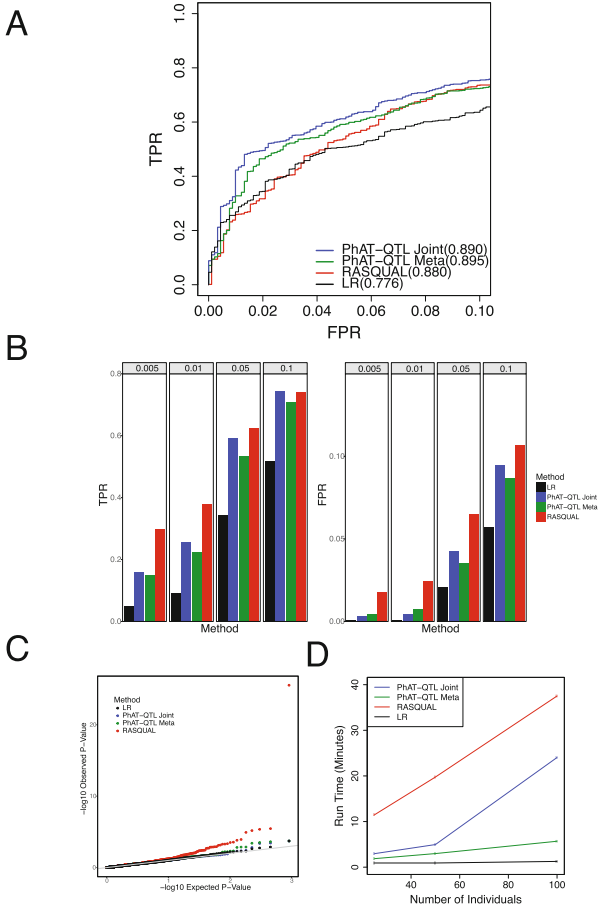 A
1.0
0.8
0.6
0.4
0.2
0.0
TPR
PhAT−QTL Joint(0.890)
PhAT−QTL Meta(0.895)
RASQUAL(0.880)
LR(0.776)
0.00 0.02 0.04 0.06 0.08 0.10
FPR
B
0.005 0.01 0.05 0.1
0.8
0.6
0.4
0.2
0.0
TPR
Method
0.005 0.01 0.05 0.1
0.10
0.05
0.00
FPR
Method
Method
LR
PhAT−QTL Joint
PhAT−QTL Meta
RASQUAL
C
Method
LR
PhAT−QTL Joint
PhAT−QTL Meta
RASQUAL
20
10
0
−log10 Observed P−Value
0 1 2 3
−log10 Expected P−Value
D
PhAT−QTL Joint
PhAT−QTL Meta
RASQUAL
LR
40
30
20
10
0
Run Time (Minutes)
40 60 80 100
Number of Individuals